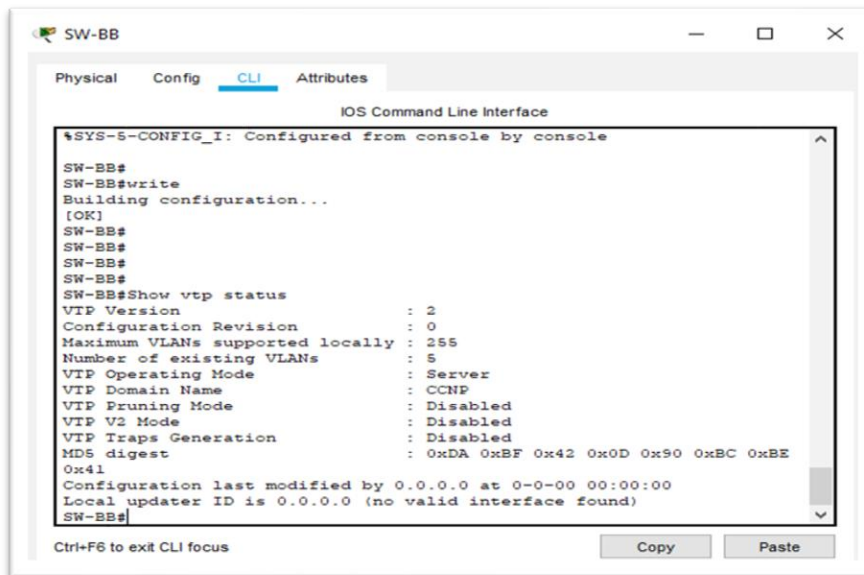 SW-BB
Physical Config CLI Attributes
IOS Command Line Interface
%SYS-5-CONFIG_I: Configured from console by console
SW-BB#
SW-BB#write
Building configuration...
[OK]
SW-BB#
SW-BB#
SW-BB#
SW-BB#
SW-BB#Show vtp status
VTP Version : 2
Configuration Revision : 0
Maximum VLANs supported locally : 255
Number of existing VLANs : 5
VTP Operating Mode : Server
VTP Domain Name : CCNP
VTP Pruning Mode : Disabled
VTP V2 Mode : Disabled
VTP Traps Generation : Disabled
MD5 digest : 0xDA 0xBF 0x42 0x0D 0x90 0xBC 0xBE
0x41
Configuration last modified by 0.0.0.0 at 0-0-00 00:00:00
Local updater ID is 0.0.0.0 (no valid interface found)
SW-BB#
Ctrl+F6 to exit CLI focus Copy Paste